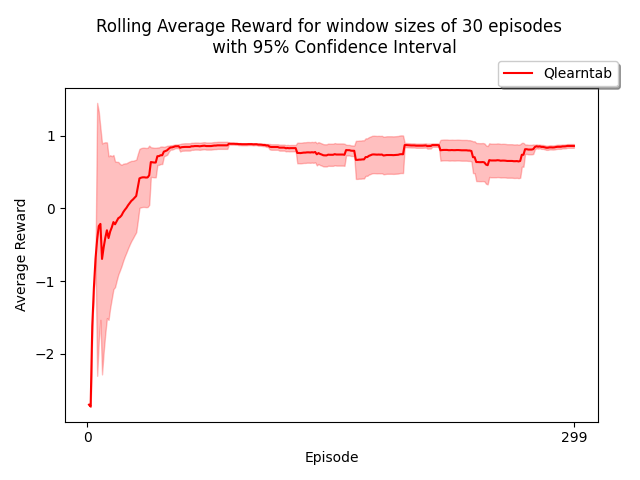 Rolling Average Reward for window sizes of 30 episodes
with 95% Confidence Interval
Qlearntab
1
0
−1
−2
Average Reward
0
299
Episode